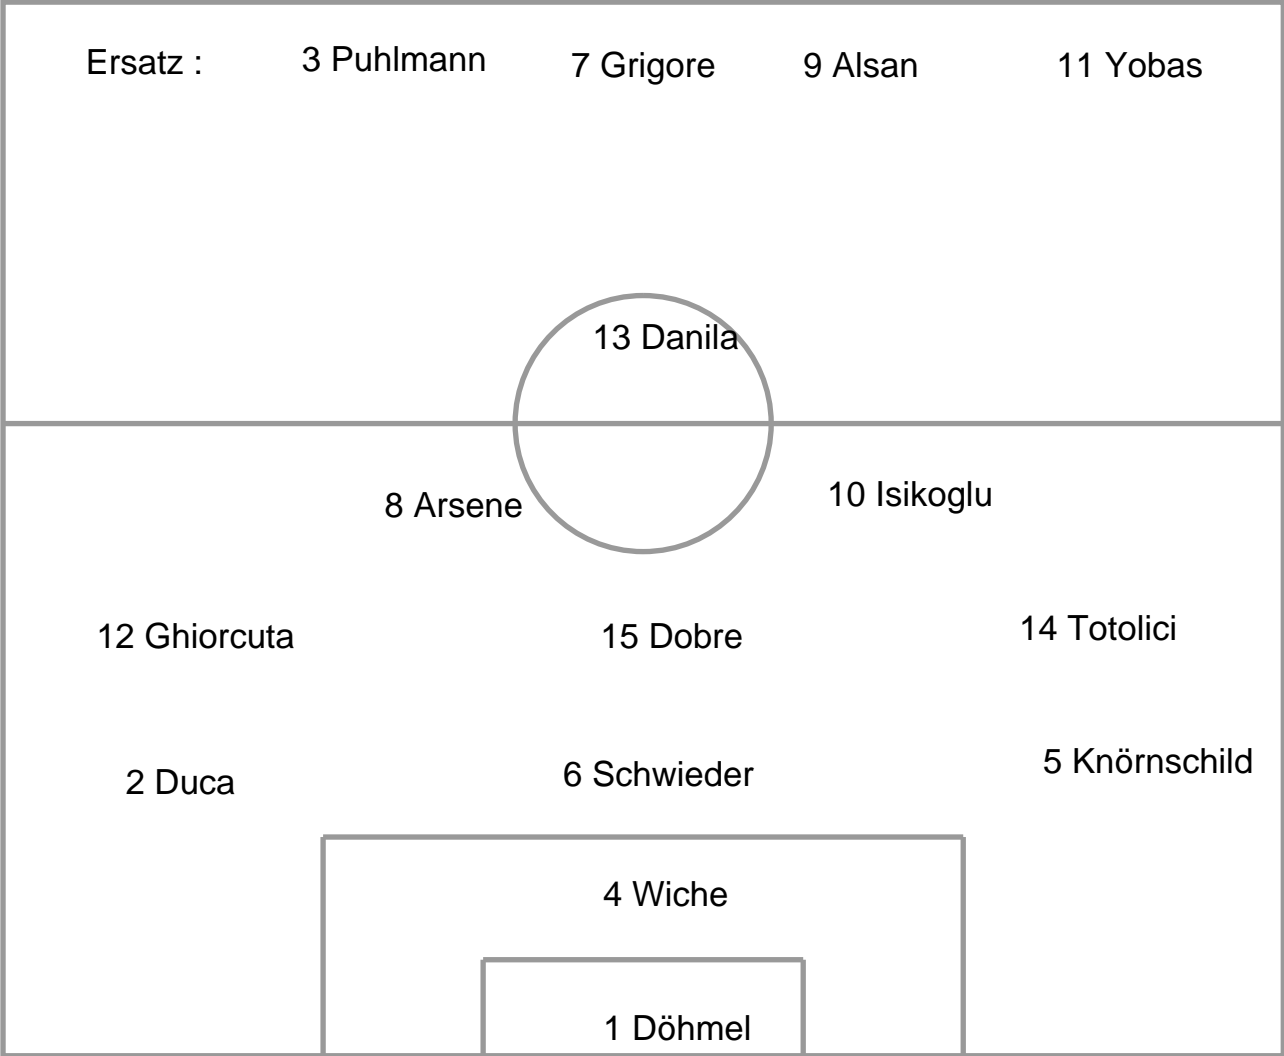 Ersatz : 3 Puhlmann 7 Grigore 9 Alsan 11 Yobas
13 Danila
8 Arsene 10 Isikoglu
12 Ghiorcuta 15 Dobre 14 Totolici
2 Duca 6 Schwieder 5 Knörnschild
4 Wiche
1 Döhmel